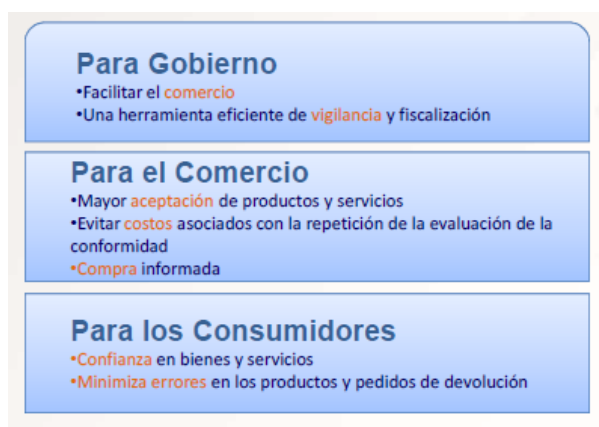 Para Gobierno
•Facilitar el comercio
•Una herramienta eficiente de vigilancia y fiscalización
Para el Comercio
•Mayor aceptación de productos y servicios
•Evitar costos asociados con la repetición de la evaluación de la
conformidad
•Compra informada
Para los Consumidores
•Confianza en bienes y servicios
•Minimiza errores en los productos y pedidos de devolución